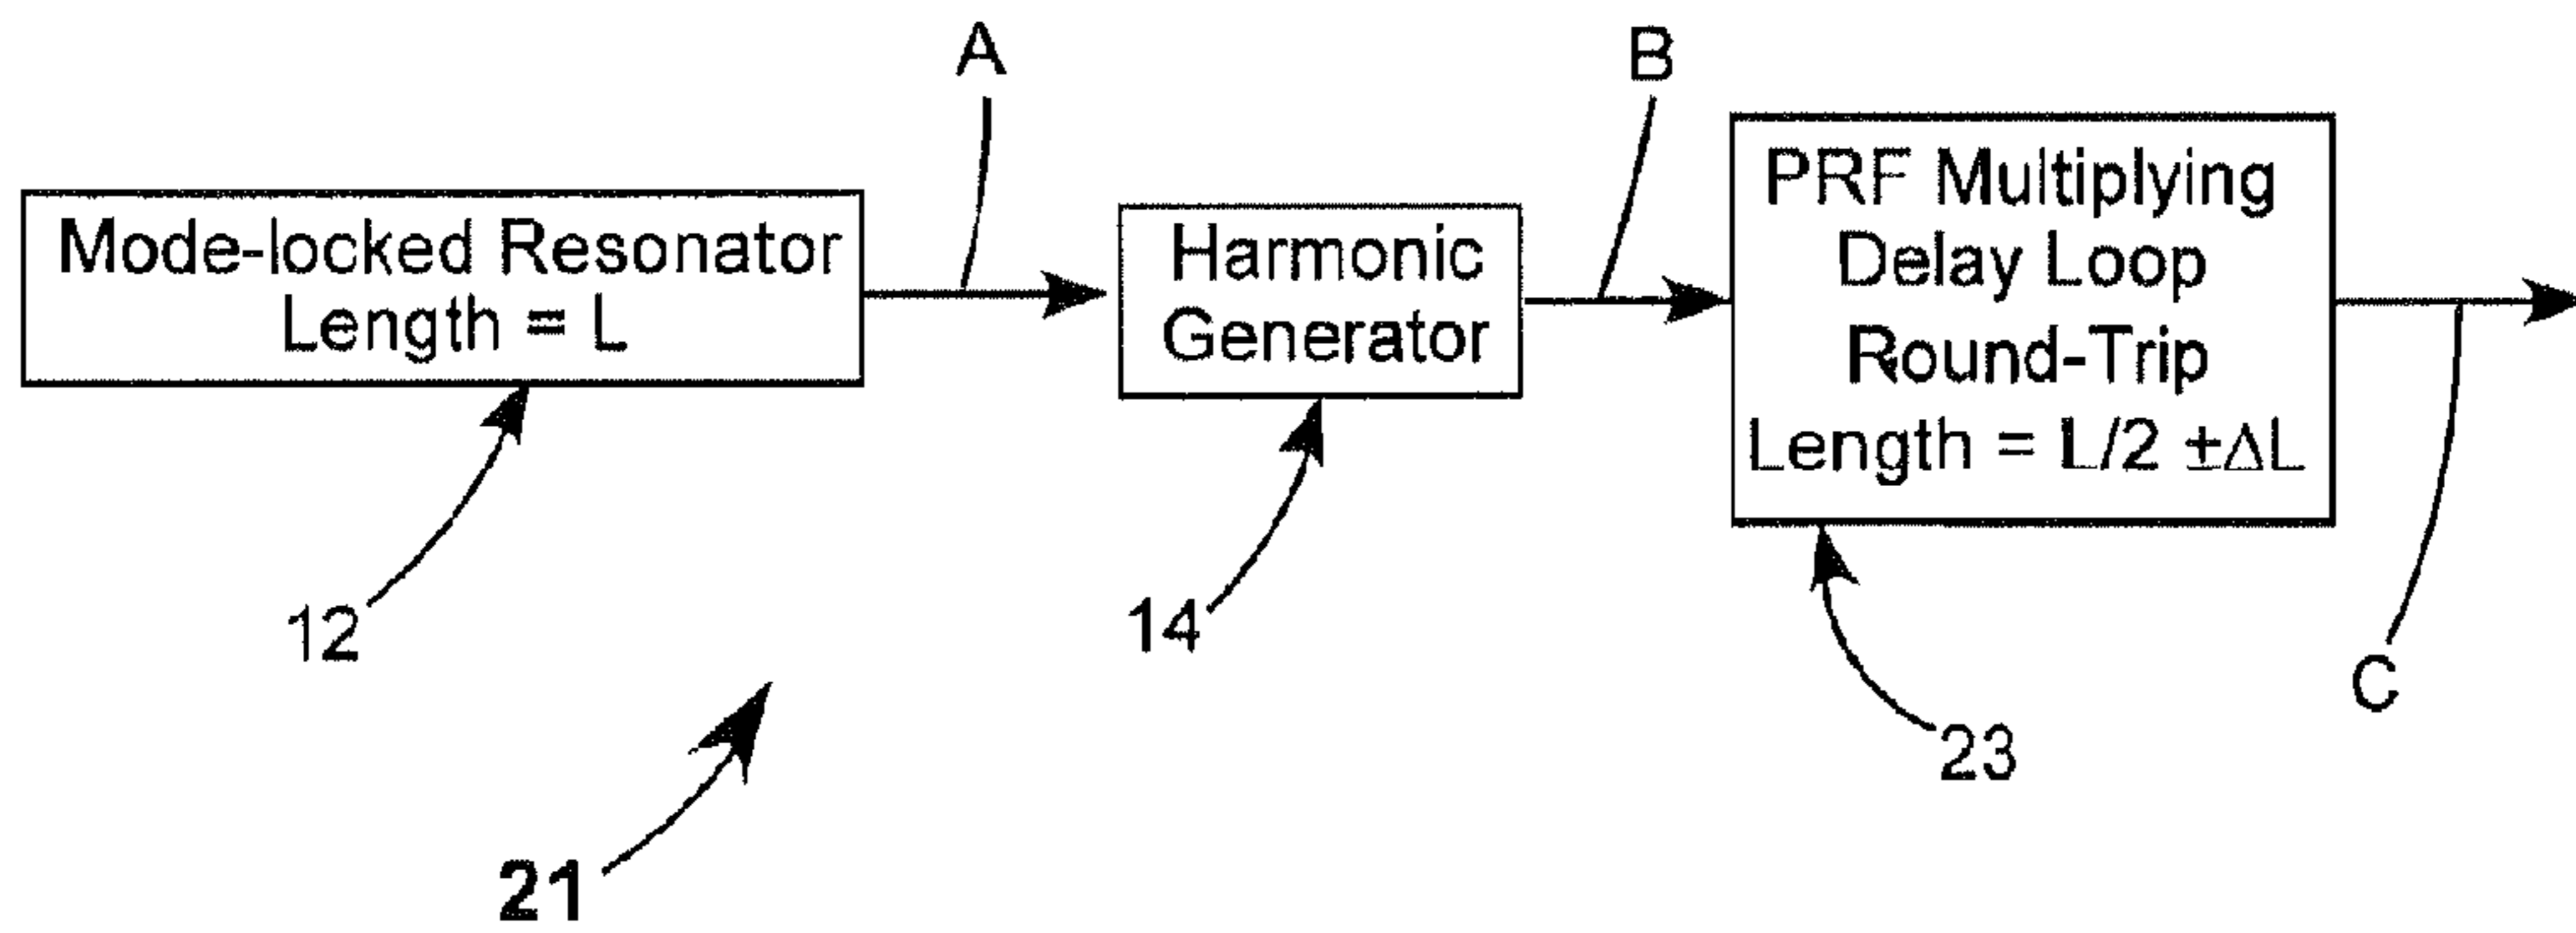 A
B
Mode-locked Resonator
Length = L
Harmonic
Generator
PRF Multiplying
Delay Loop
Round-Trip
Length = L/2 ±ΔL
12
14
23
C
21